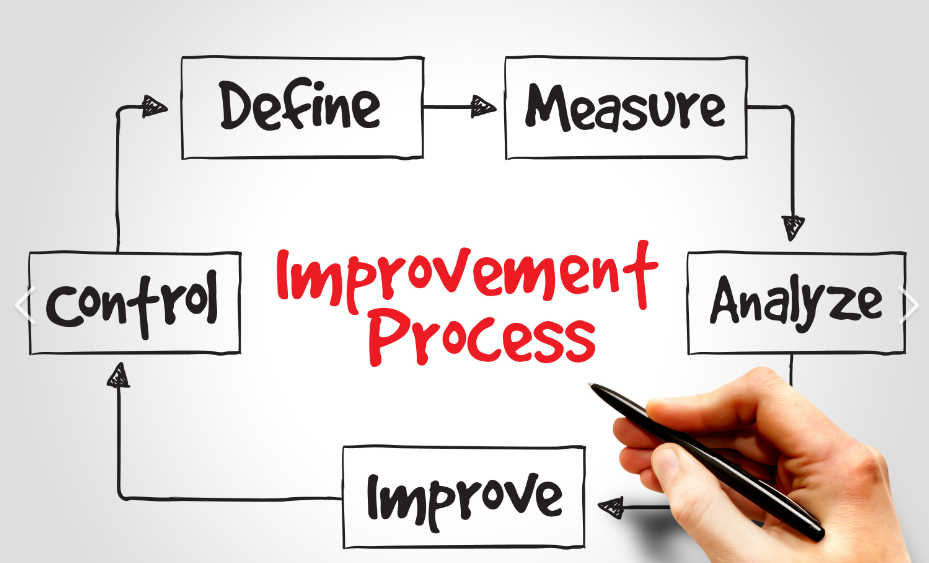 Define
Measure
Control
Improvement
Process
Analyze
Improve